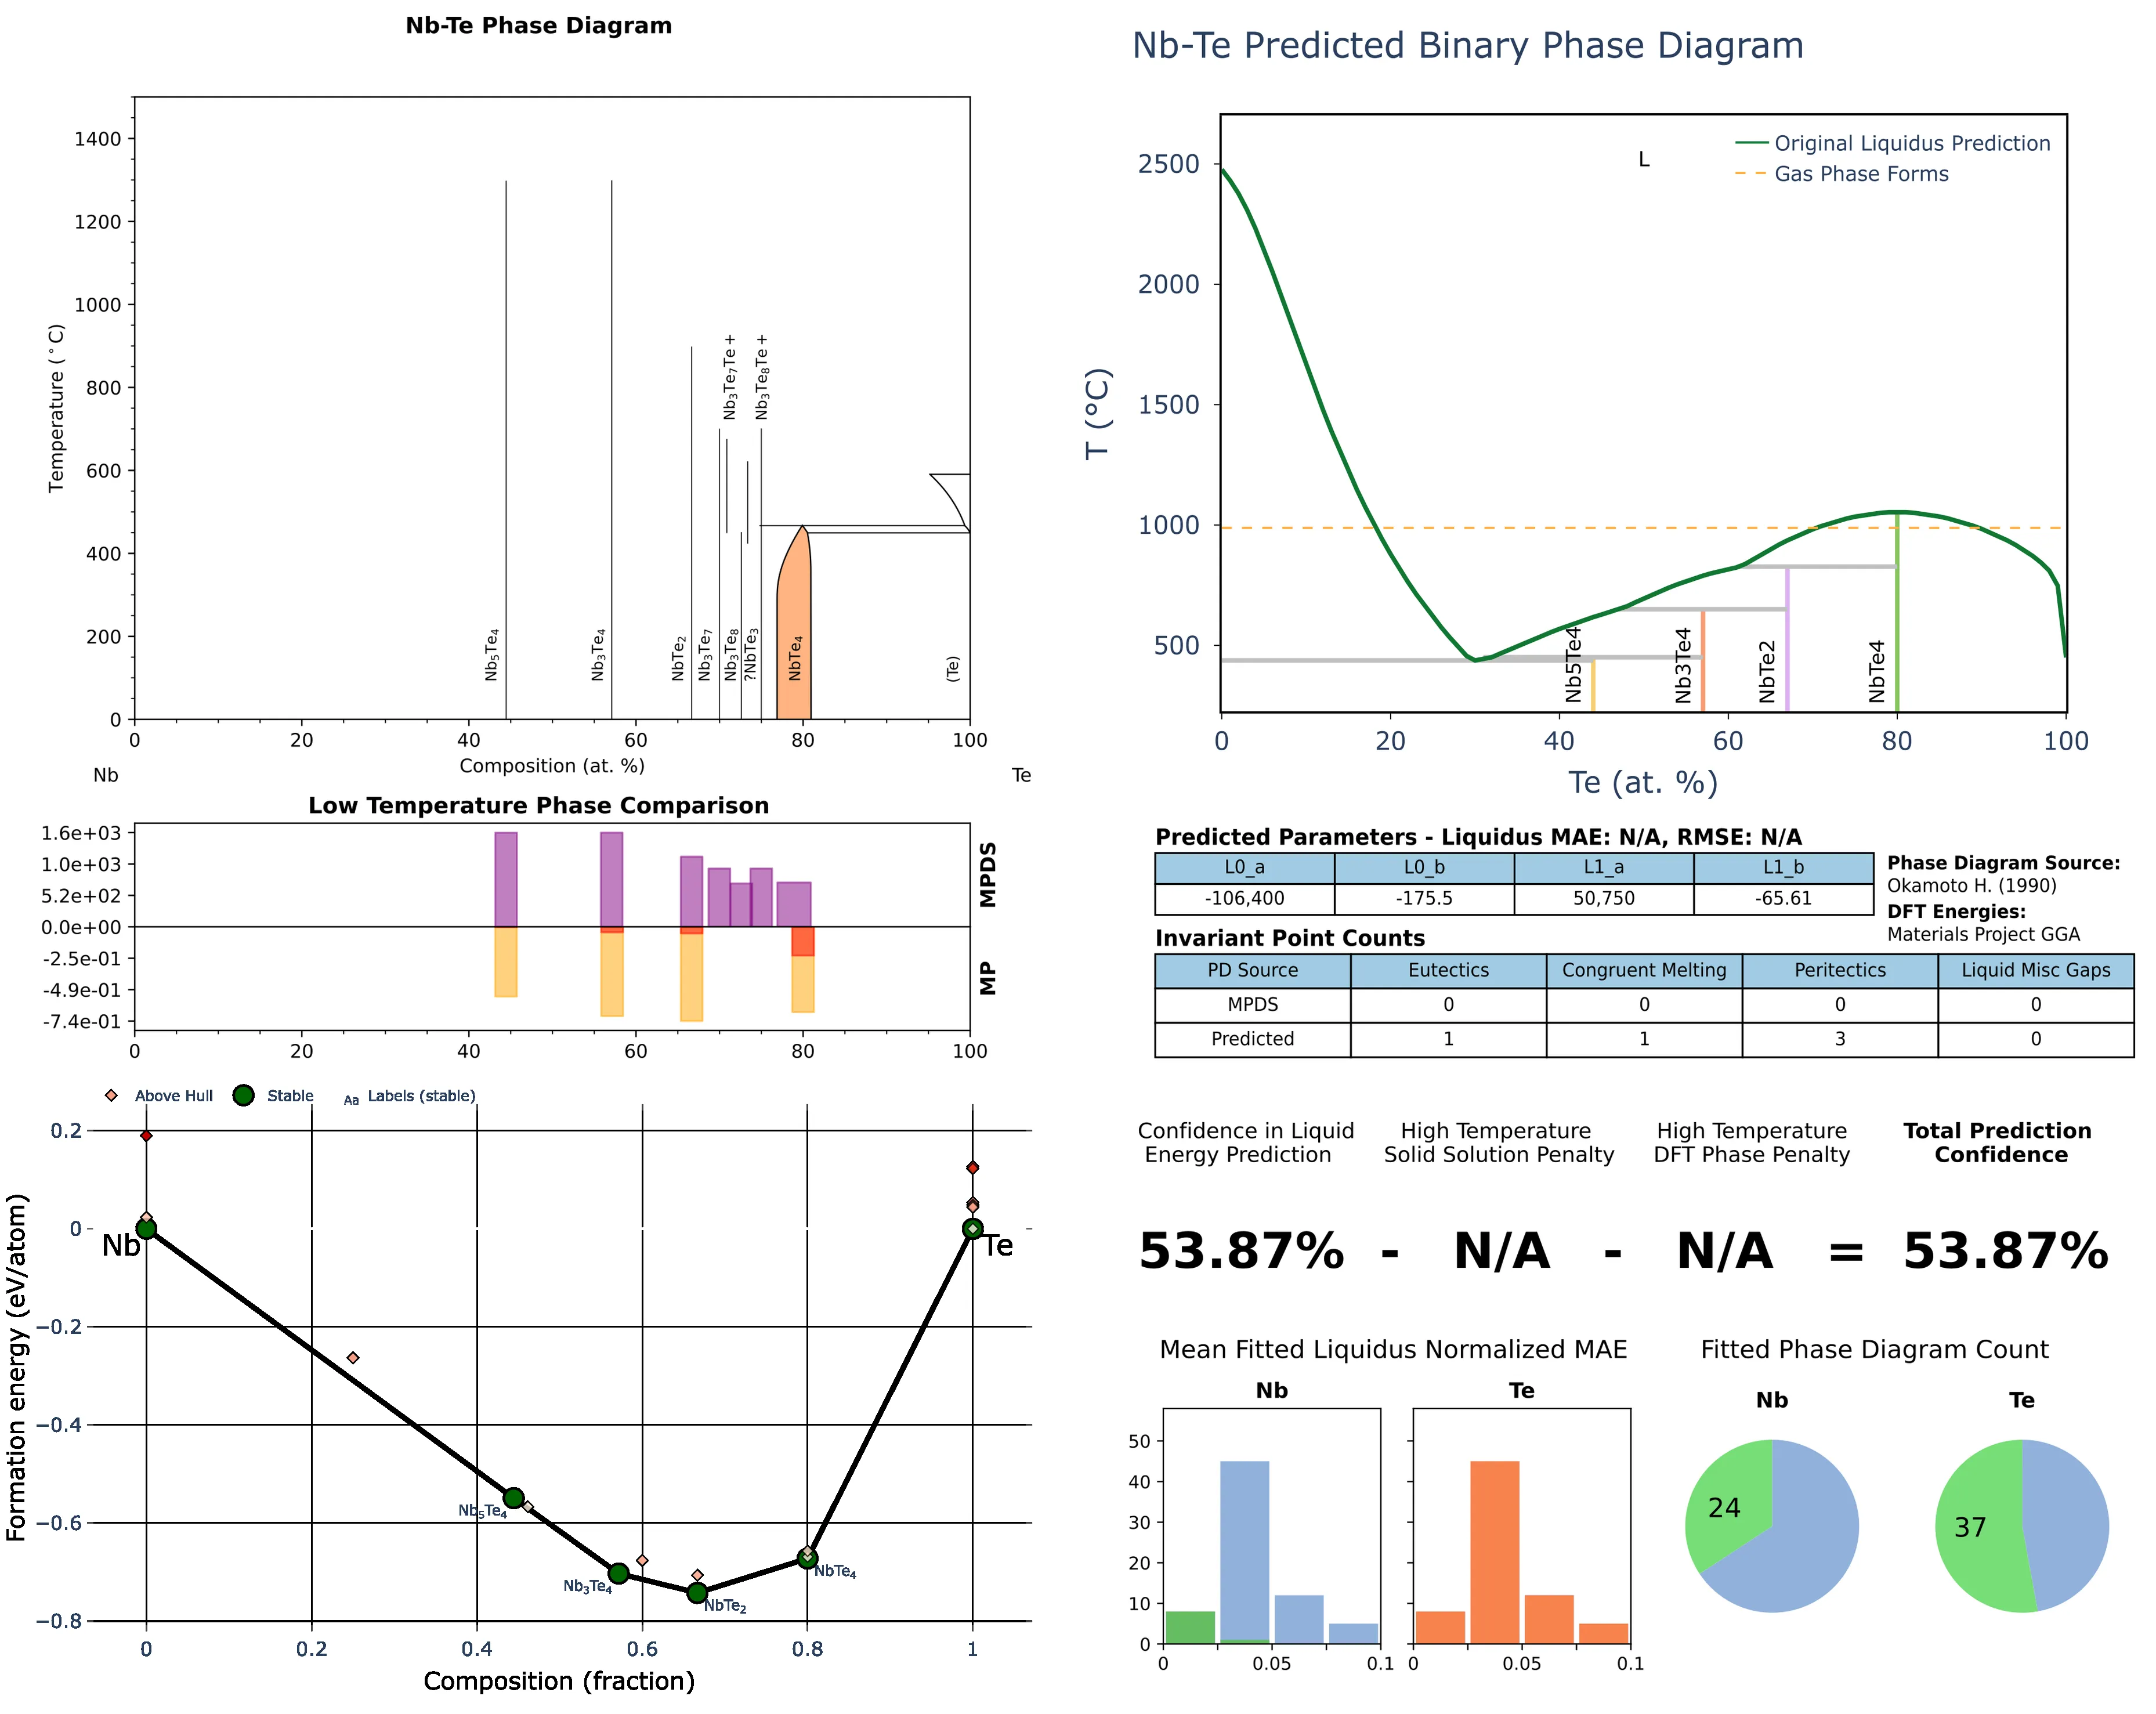 Nb-Te Phase Diagram
1400
1200
1000
800
600
400
200
0
Temperature (°C)
Nb₅Te₄
Nb₃Te₄
NbTe₂
Nb₃Te₇
Nb₃Te₇Te +
Nb₃Te₈
?NbTe₃
Nb₃Te₈Te +
NbTe₄
(Te)
0 20 40 60 80 100
Composition (at. %)
Nb Te
Low Temperature Phase Comparison
1.6e+03
1.0e+03
5.2e+02
0.0e+00
-2.5e-01
-4.9e-01
-7.4e-01
MPDS
MP
0 20 40 60 80 100
Above Hull Stable Aa Labels (stable)
0.2
0
−0.2
−0.4
−0.6
−0.8
Formation energy (eV/atom)
Nb
Te
Nb₅Te₄
Nb₃Te₄
NbTe₂
NbTe₄
0 0.2 0.4 0.6 0.8 1
Composition (fraction)
Nb-Te Predicted Binary Phase Diagram
2500
2000
1500
1000
500
T (°C)
L
Original Liquidus Prediction
Gas Phase Forms
Nb5Te4
Nb3Te4
NbTe2
NbTe4
0 20 40 60 80 100
Te (at. %)
Predicted Parameters - Liquidus MAE: N/A, RMSE: N/A
L0_a L0_b L1_a L1_b
-106,400 -175.5 50,750 -65.61
Phase Diagram Source:
Okamoto H. (1990)
DFT Energies:
Materials Project GGA
Invariant Point Counts
PD Source Eutectics Congruent Melting Peritectics Liquid Misc Gaps
MPDS 0 0 0 0
Predicted 1 1 3 0
Confidence in Liquid
Energy Prediction
High Temperature
Solid Solution Penalty
High Temperature
DFT Phase Penalty
Total Prediction
Confidence
53.87% - N/A - N/A = 53.87%
Mean Fitted Liquidus Normalized MAE
Nb Te
50
40
30
20
10
0
0 0.05 0.1 0 0.05 0.1
Fitted Phase Diagram Count
Nb Te
24 37